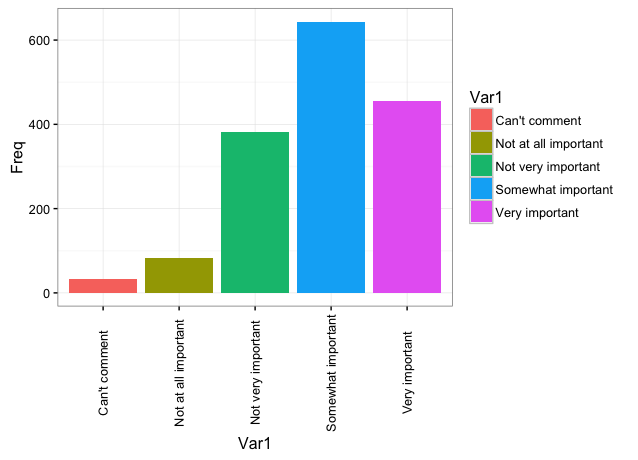 Freq
600
400
200
0
Can't comment
Not at all important
Not very important
Somewhat important
Very important
Var1
Var1
Can't comment
Not at all important
Not very important
Somewhat important
Very important